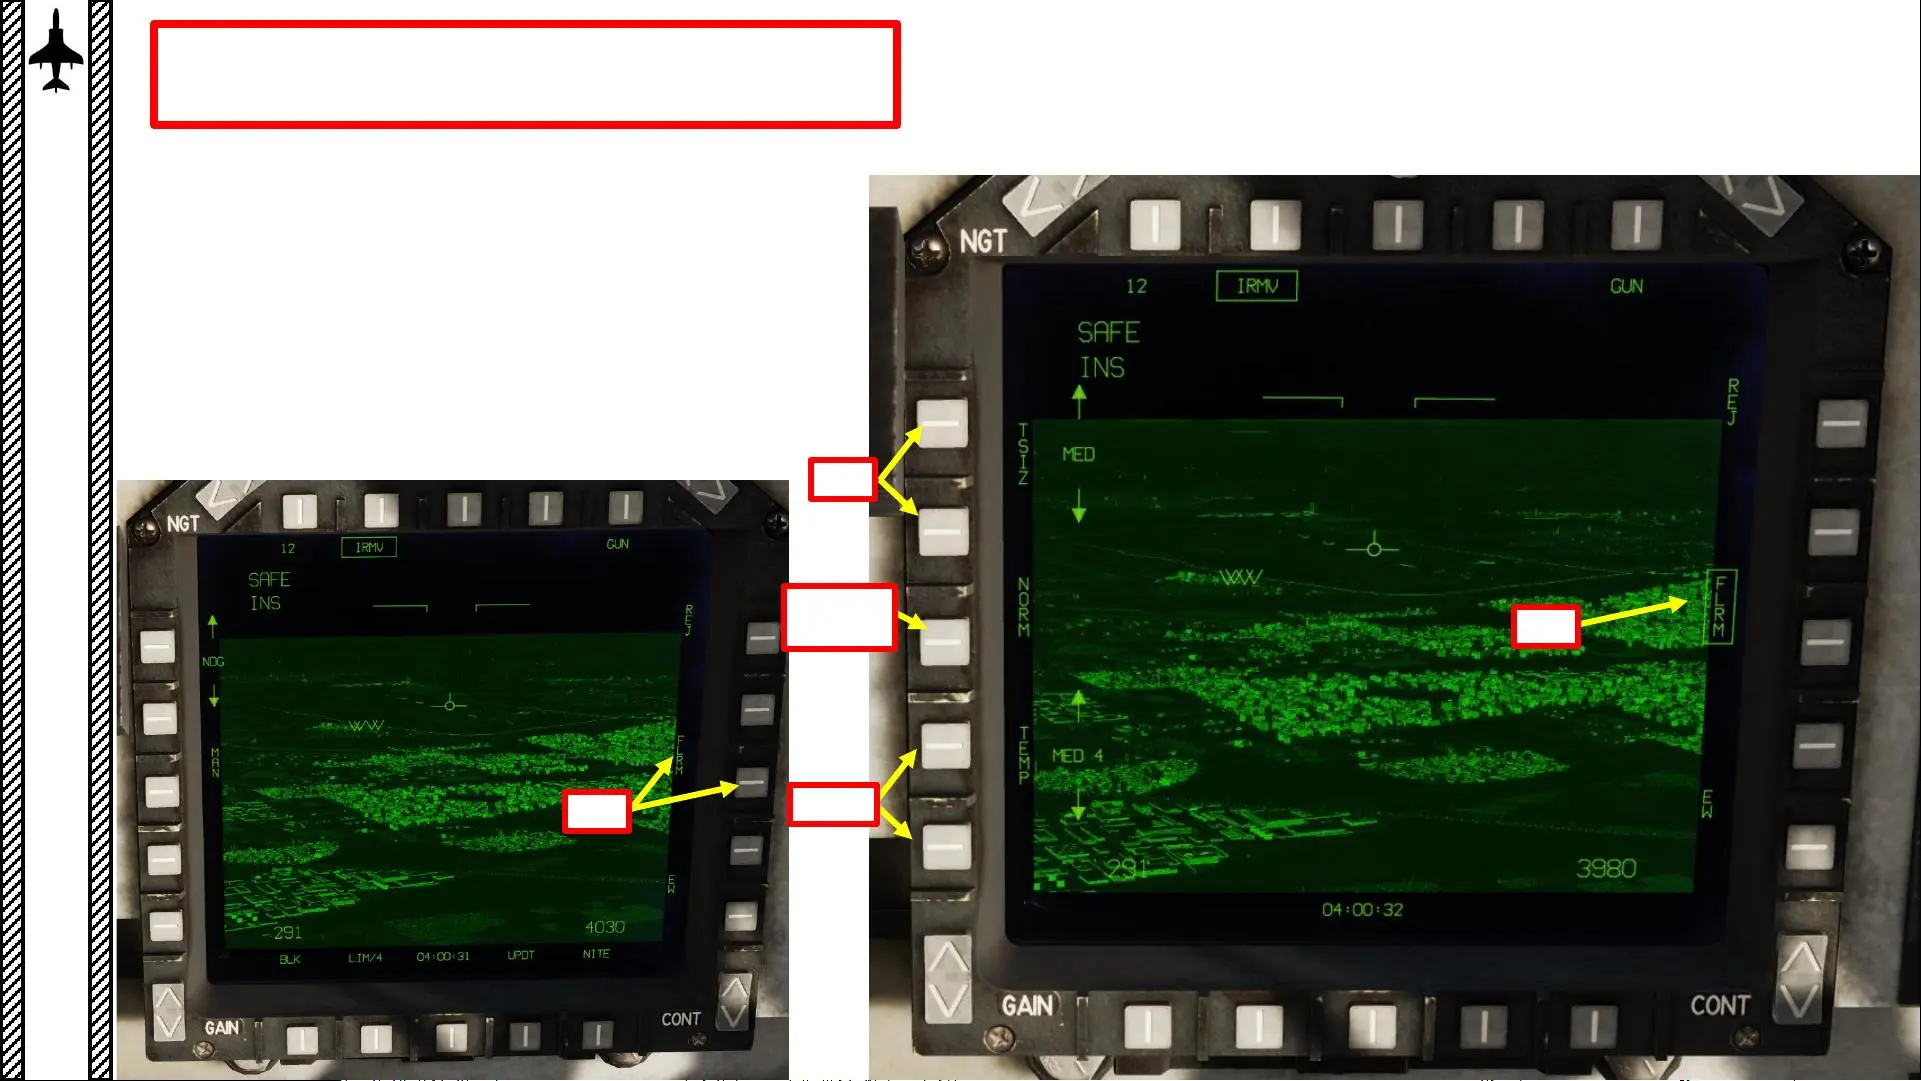 NGT
12
IRMV
GUN
SAFE
INS
REJ
TSIZ
MED
NORM
FLRM
TEMP
MED 4
EW
291
3980
04:00:32
GAIN
CONT
NGT
12
IRMV
GUN
SAFE
INS
REJ
NDG
MAN
FLRM
EW
291
4030
BLK
LIM/4
04:00:31
UPDT
NITE
GAIN
CONT